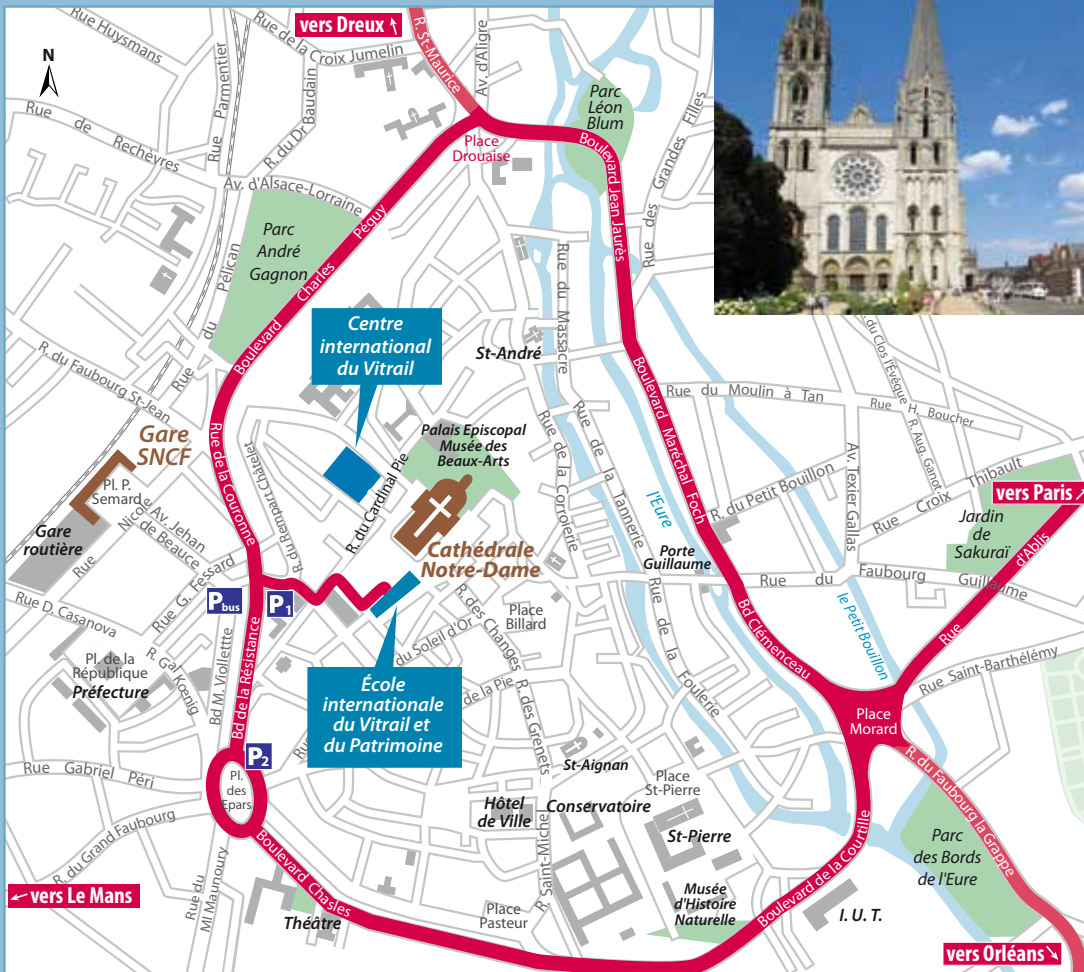 vers Dreux ↖
N
Rue Huysmans
Rue Parmentier
Rue de la Croix Jumelin
R. St-Maurice
Av. d'Aligre
Rue de Rechèvres
R. du Dr Baudain
Place
Drouaise
Parc
Léon
Blum
Boulevard Jean Jaurès
Rue des Grandes Filles
Av. d'Alsace-Lorraine
Parc
André
Gagnon
Boulevard Charles Péguy
Rue du Pélican
R. du Faubourg St-Jean
Centre
international
du Vitrail
St-André
Rue du Massacre
Boulevard Maréchal Foch
Rue du Moulin à Tan
R. du Clos l'Évêque
H. Boucher
R. Aug. Ganot
Rue de la Couronne
Gare
SNCF
Pl. P.
Semard
Gare
routière
Av. Jehan
de Beauce
Rue Nicole
Rue G. Fessard
R. du Rempart Châtelet
R. du Cardinal Pie
Palais Episcopal
Musée des
Beaux-Arts
Cathédrale
Notre-Dame
Rue de la Corroierie
Rue de la Tannerie
l'Eure
R. du Petit Bouillon
Av. Texier Gallas
Rue Croix Thibault
vers Paris ↗
Jardin
de
Sakuraï
Rue d'Ablis
Porte
Guillaume
Rue du Faubourg Guillaume
le Petit Bouillon
Bd Clémenceau
Rue Saint-Barthélémy
Place
Morard
Pbus
P1
Rue D. Casanova
Pl. de la
République
Préfecture
R. Gal Kœnig
Bd M. Viollettte
Bd de la Résistance
École
internationale
du Vitrail et
du Patrimoine
du Soleil d'Or
R. des Changes
Place
Billard
de la Pie
R. des Grenets
Rue de la Foulerie
P2
Rue Gabriel Péri
Pl.
des
Epars
R. du Grand Faubourg
Rue du
Ml Maunoury
← vers Le Mans
Boulevard Chasles
Théâtre
St-Aignan
Hôtel
de Ville
Conservatoire
Place
St-Pierre
St-Pierre
R. St-Michel
R. Saint-Jules
Place
Pasteur
Musée
d'Histoire
Naturelle
Boulevard de la Courtille
I. U. T.
R. du Faubourg la Grappe
Parc
des Bords
de l'Eure
vers Orléans ↘